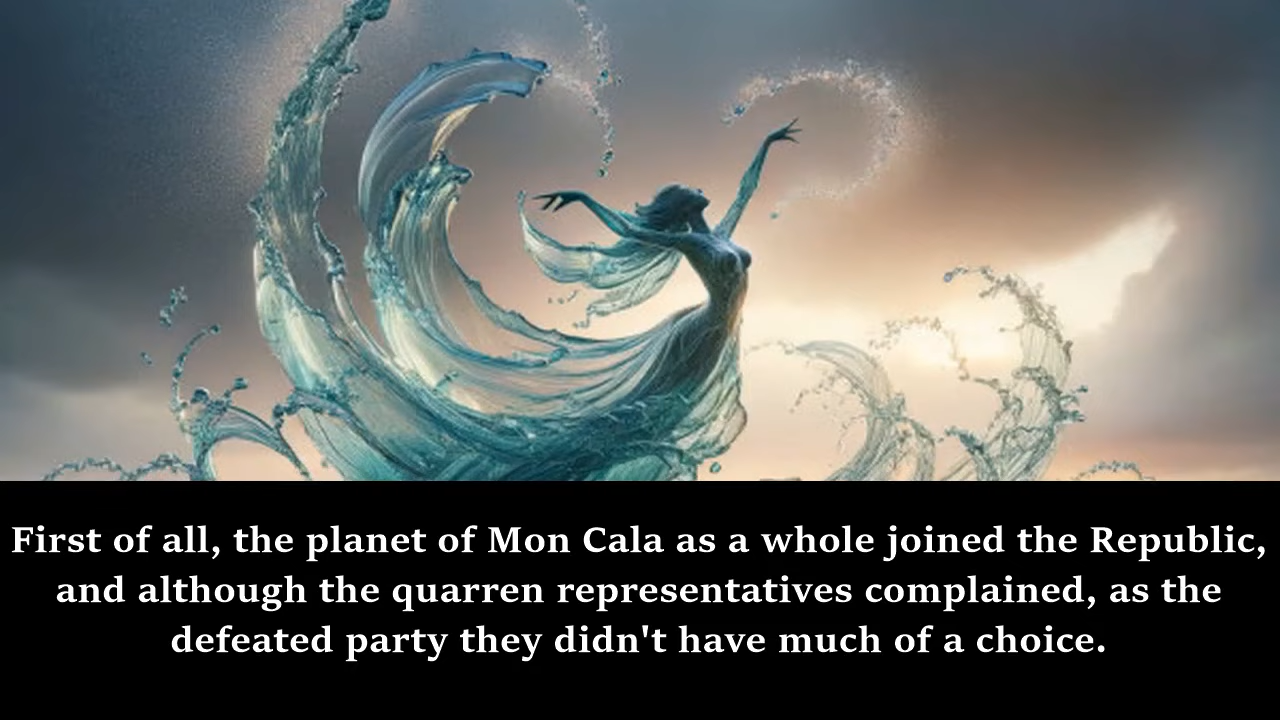 First of all, the planet of Mon Cala as a whole joined the Republic,
and although the quarren representatives complained, as the
defeated party they didn't have much of a choice.